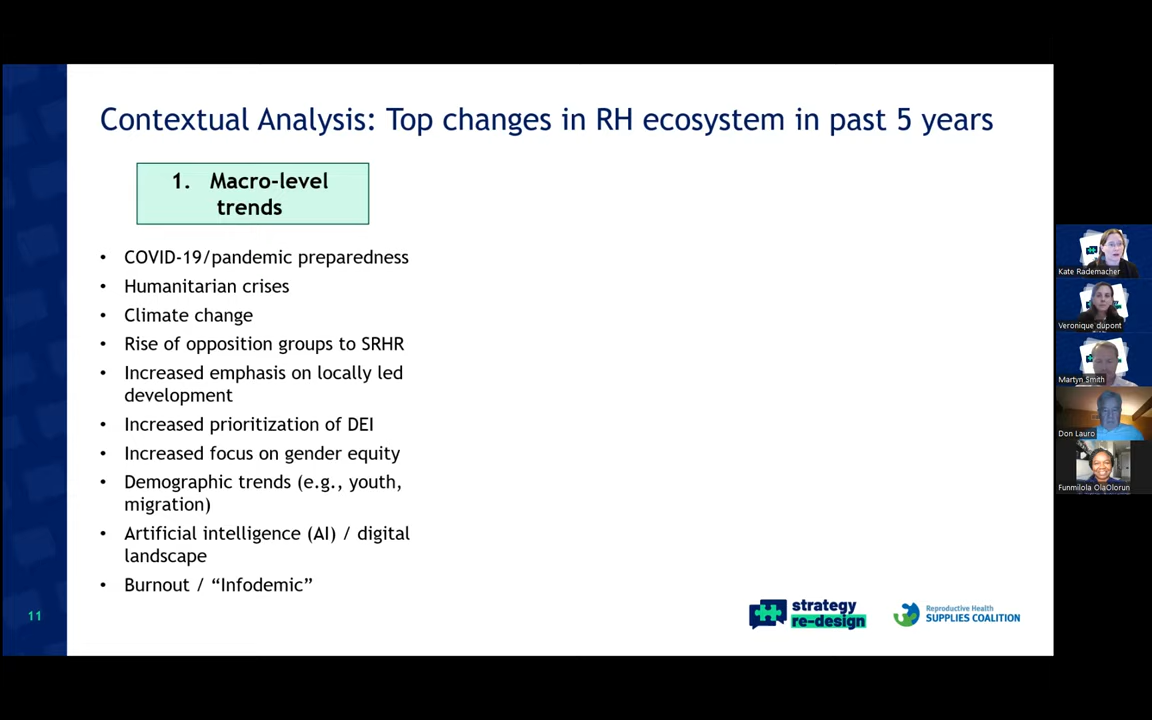 Contextual Analysis: Top changes in RH ecosystem in past 5 years
1. Macro-level
trends
• COVID-19/pandemic preparedness
• Humanitarian crises
• Climate change
• Rise of opposition groups to SRHR
• Increased emphasis on locally led
development
• Increased prioritization of DEI
• Increased focus on gender equity
• Demographic trends (e.g., youth,
migration)
• Artificial intelligence (AI) / digital
landscape
• Burnout / “Infodemic”
11
strategy
re-design
Reproductive Health
SUPPLIES COALITION
Kate Rademacher
Veronique dupont
Martyn Smith
Don Lauro
Funmilola OlaOlorun